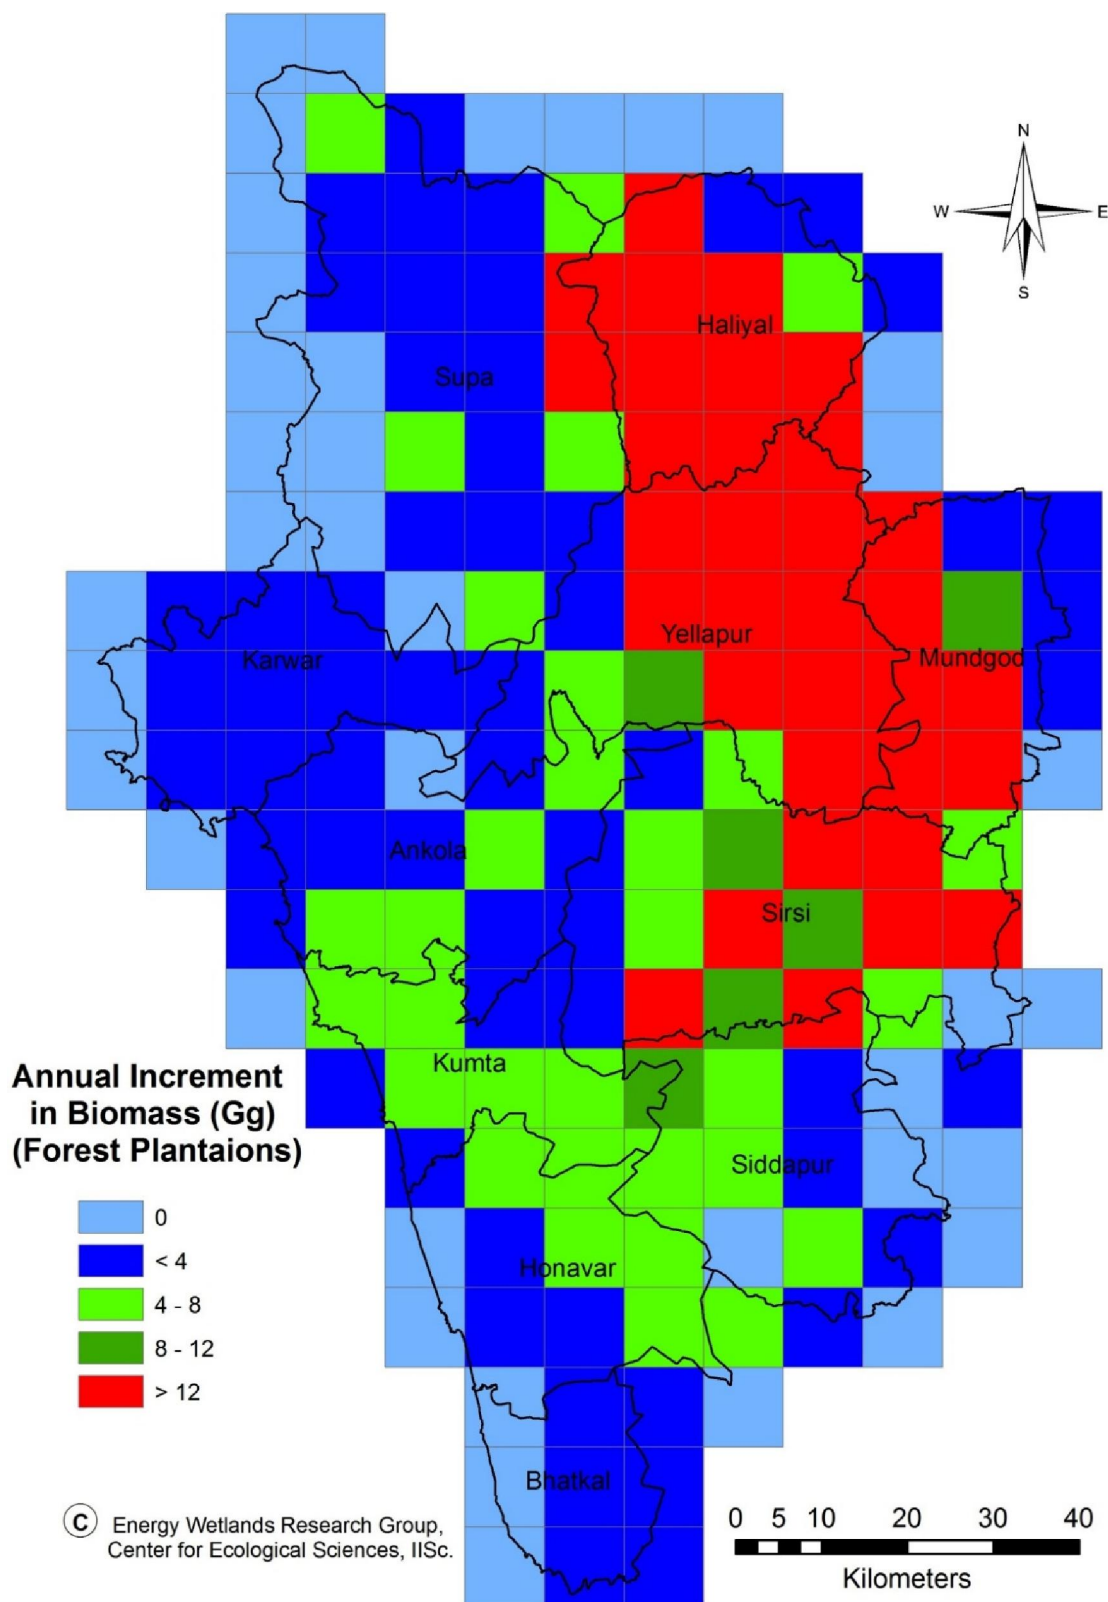 N
W E
S
Haliyal
Supa
Yellapur
Mundgod
Karwar
Ankola
Sirsi
Kumta
Siddapur
Honavar
Bhatkal
Annual Increment
in Biomass (Gg)
(Forest Plantaions)
0
< 4
4 - 8
8 - 12
> 12
C Energy Wetlands Research Group,
Center for Ecological Sciences, IISc.
0 5 10 20 30 40
Kilometers